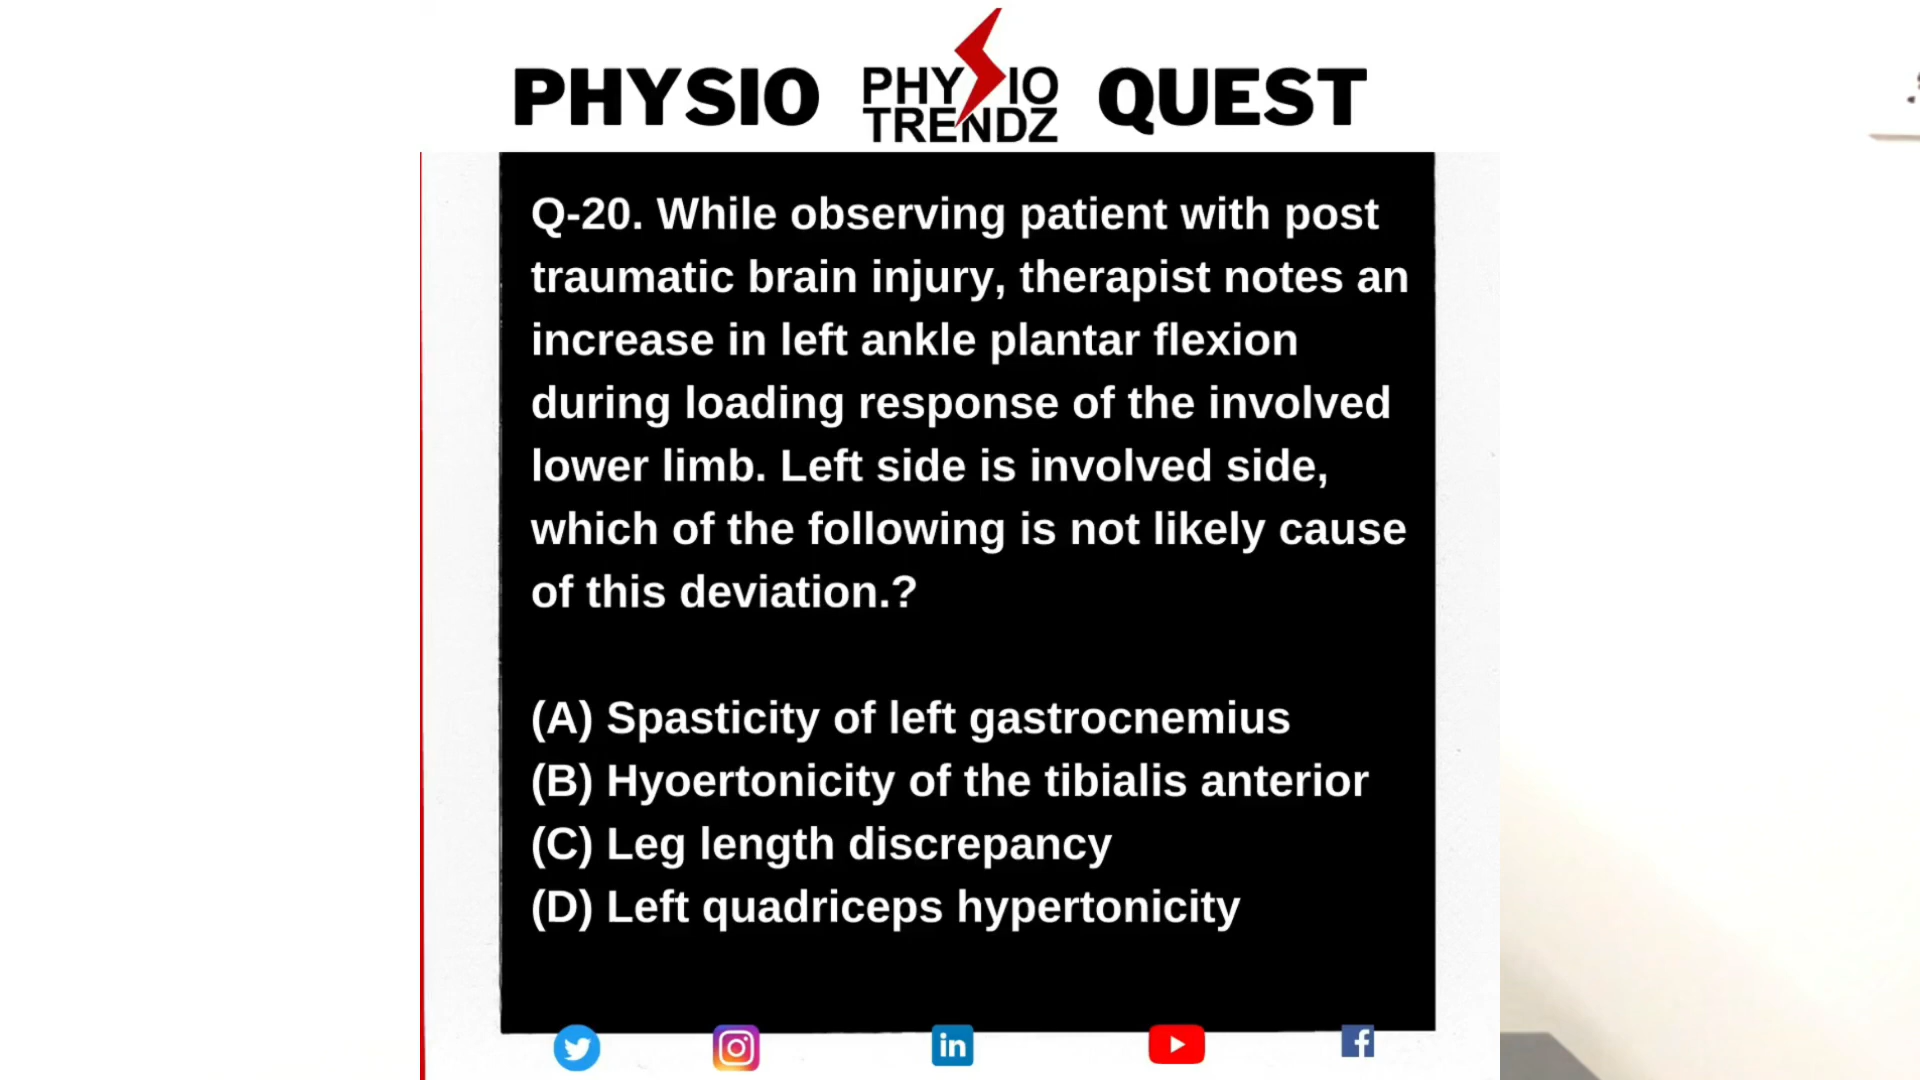 PHYSIO PHYSIO TRENDZ QUEST
Q-20. While observing patient with post
traumatic brain injury, therapist notes an
increase in left ankle plantar flexion
during loading response of the involved
lower limb. Left side is involved side,
which of the following is not likely cause
of this deviation.?
(A) Spasticity of left gastrocnemius
(B) Hyoertonicity of the tibialis anterior
(C) Leg length discrepancy
(D) Left quadriceps hypertonicity
in